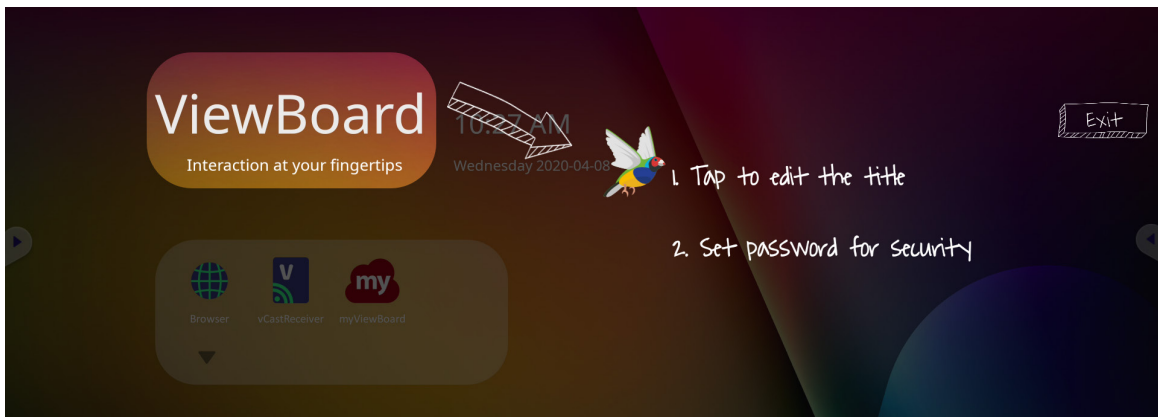 ViewBoard
Interaction at your fingertips
10:27 AM
Wednesday 2020-04-08
Exit
1. Tap to edit the title
2. Set password for security
Browser
vCastReceiver
myViewBoard
V
my